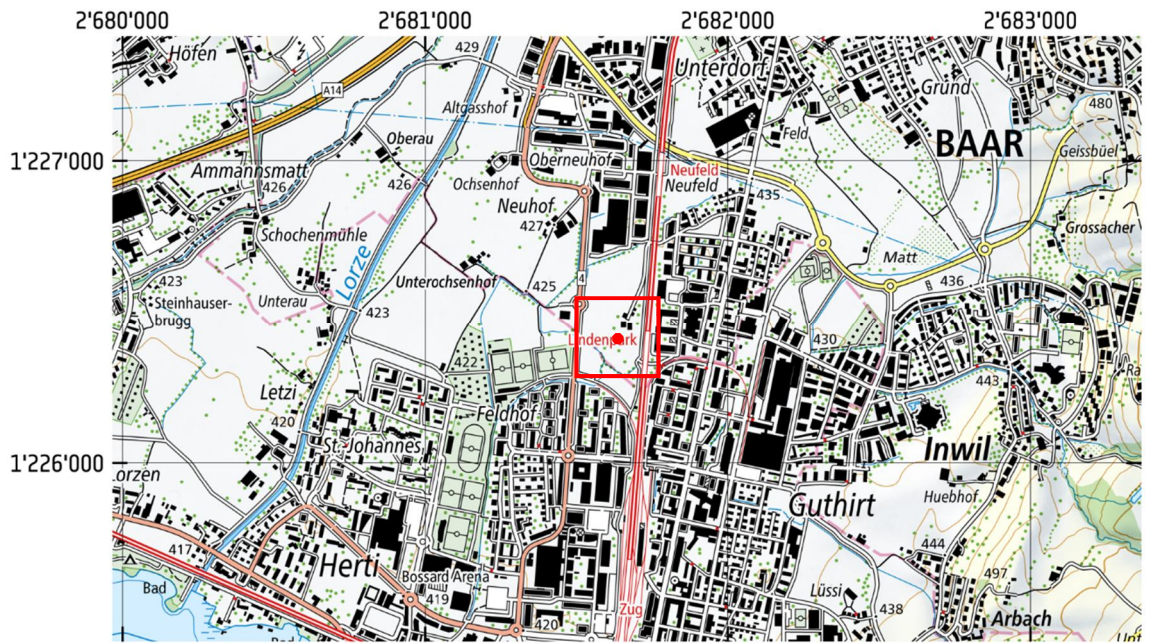 2'680'000 2'681'000 2'682'000 2'683'000
Höfen
429
Unterdorf
Grund
A14
480
Altgasshof
BAAR
Oberau
Feld
1'227'000
Oberneuhof
Geissbüel
Ammannsmatt
Neufeld
426
426
Ochsenhof
Neufeld
435
Neuhof
427
Grossacher
Schochenmühle
Lorze
Matt
423
Unterochsenhof
425
4
436
Steinhauser-
brugg
Unterau
423
Lindenpark
430
422
Ra
443
Letzi
Feldhof
420
St. Johannes
Inwil
1'226'000
orzen
Huebhof
Guthirt
444
417
Herti
Bossard Arena
419
497
Bad
Lüssi
438
Zug
420
Arbach